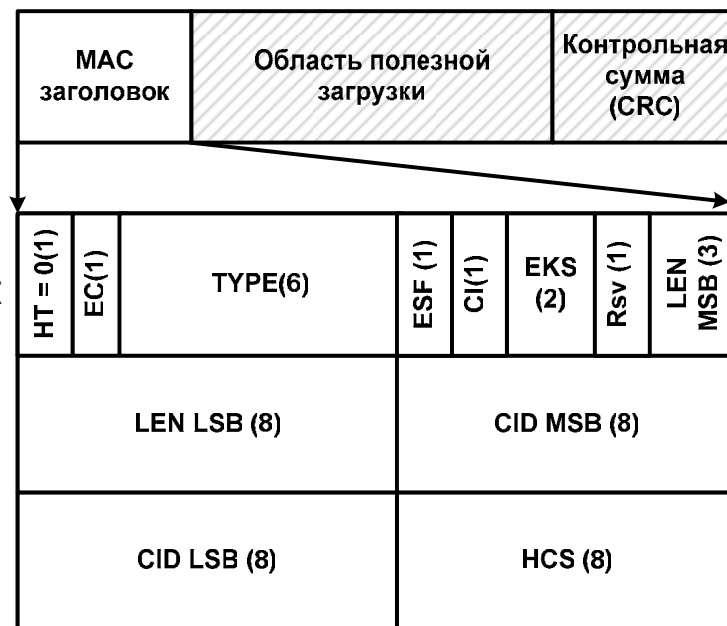 MAC
заголовок
Область полезной
загрузки
Контрольная
сумма
(CRC)
HT = 0(1)
EC(1)
TYPE(6)
ESF (1)
CI(1)
EKS
(2)
Rsv (1)
LEN
MSB (3)
LEN LSB (8)
CID MSB (8)
CID LSB (8)
HCS (8)